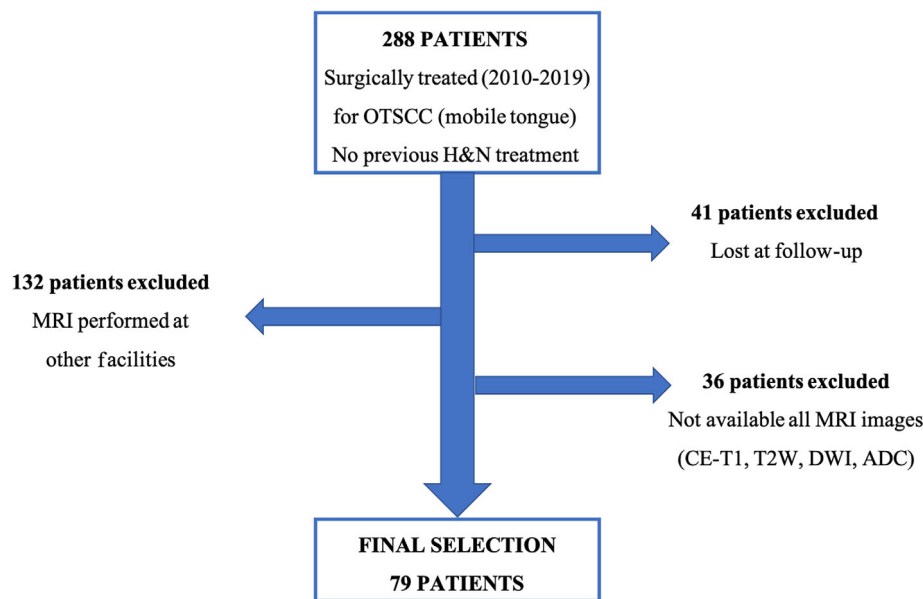 288 PATIENTS
Surgically treated (2010-2019)
for OTSCC (mobile tongue)
No previous H&N treatment
41 patients excluded
Lost at follow-up
132 patients excluded
MRI performed at
other facilities
36 patients excluded
Not available all MRI images
(CE-T1, T2W, DWI, ADC)
FINAL SELECTION
79 PATIENTS